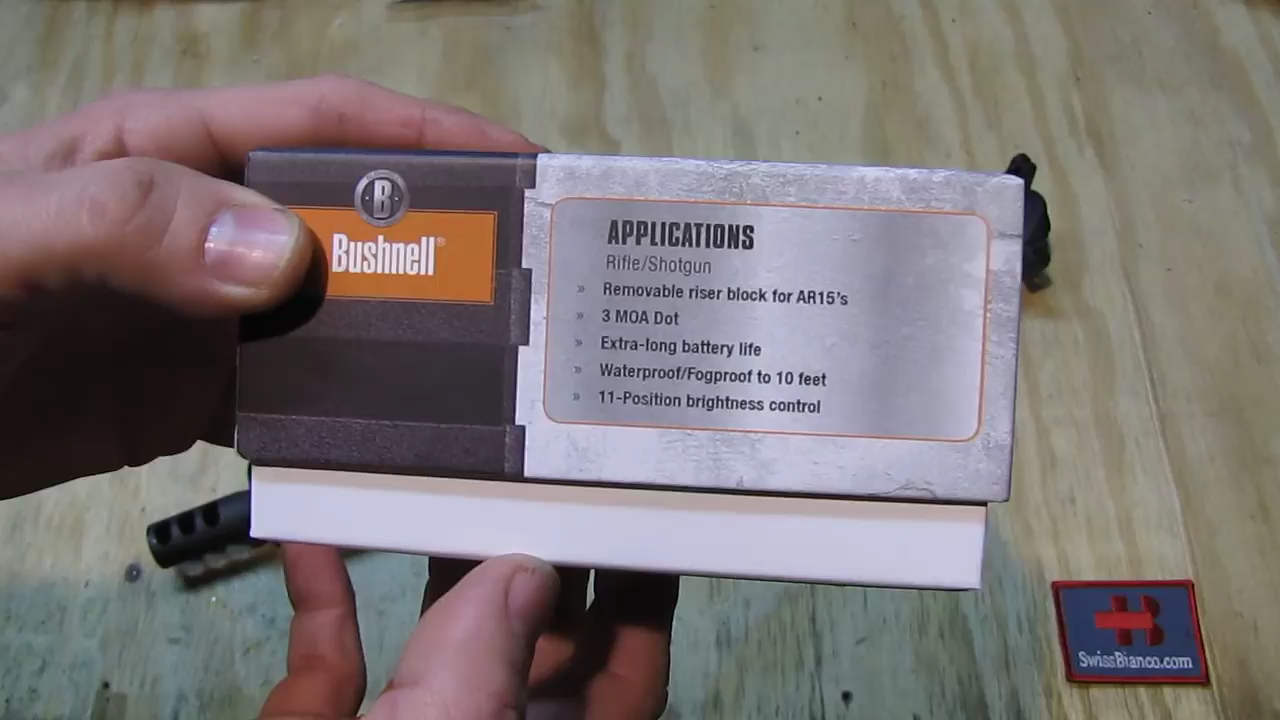 B
Bushnell®
APPLICATIONS
Rifle/Shotgun
» Removable riser block for AR15's
» 3 MOA Dot
» Extra-long battery life
» Waterproof/Fogproof to 10 feet
» 11-Position brightness control
SwissBianco.com